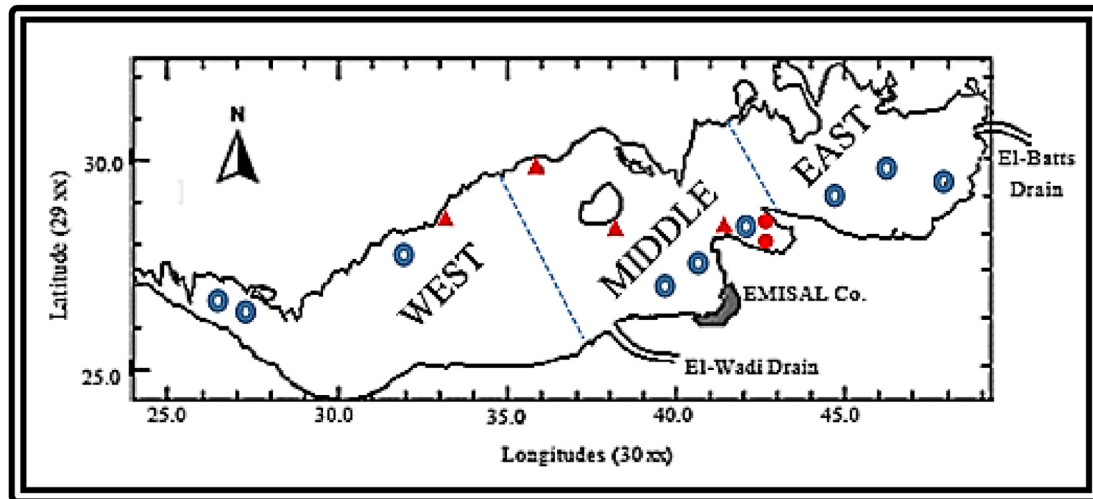 N
30.0
Latitude (29 xx)
25.0
WEST
MIDDLE
EAST
El-Batts
Drain
EMISAL Co.
El-Wadi Drain
25.0
30.0
35.0
40.0
45.0
Longitudes (30 xx)